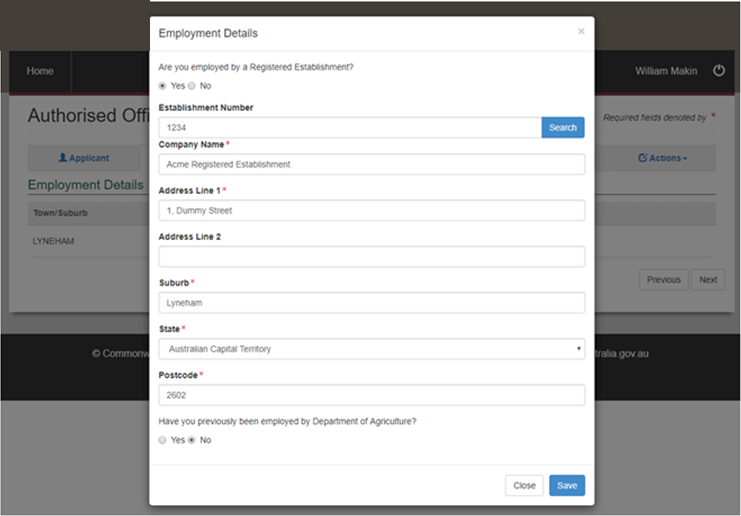 Employment Details ×
Are you employed by a Registered Establishment?
Yes No
Establishment Number
1234 Search
Company Name *
Acme Registered Establishment
Address Line 1 *
1, Dummy Street
Address Line 2
Suburb *
Lyneham
State *
Australian Capital Territory
Postcode *
2602
Have you previously been employed by Department of Agriculture?
Yes No
Close Save
Home William Makin
Authorised Offi Required fields denoted by *
Applicant Actions
Employment Details
Town/Suburb
LYNEHAM
Previous Next
© Commonw tralia.gov.au